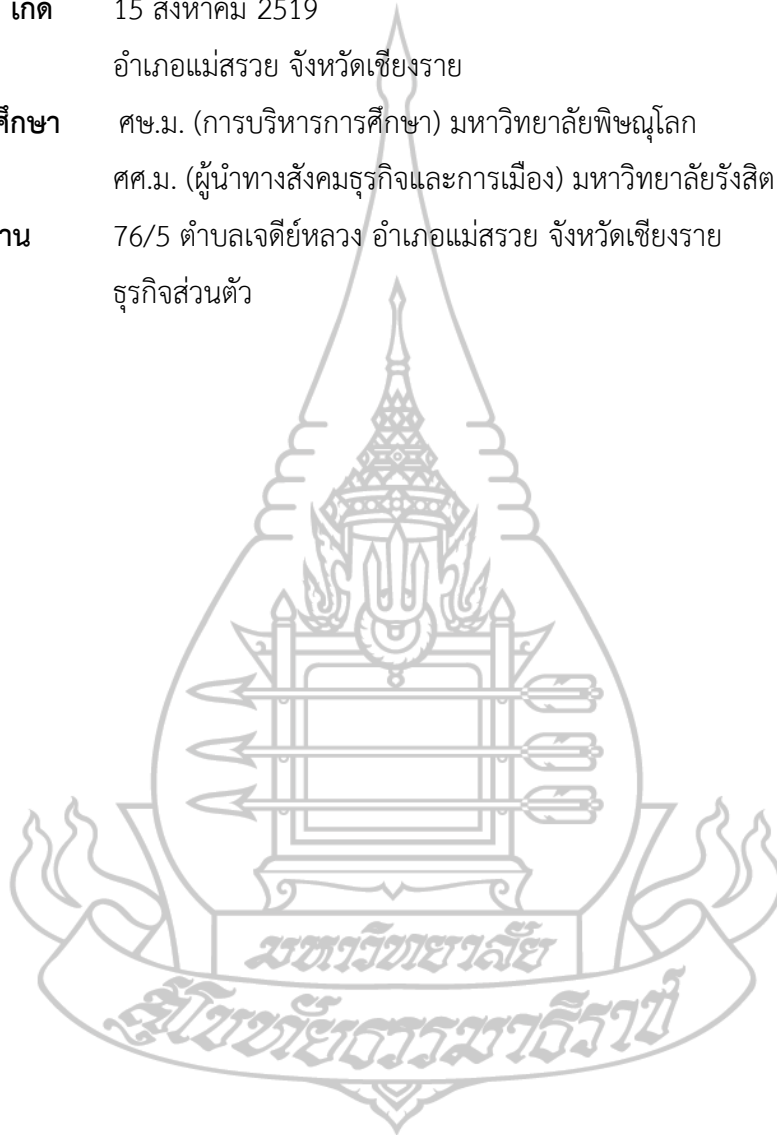 เกิด 15 สิงหาคม 2519
อำเภอแม่สรวย จังหวัดเชียงราย
ศึกษา ศษ.ม. (การบริหารการศึกษา) มหาวิทยาลัยพิษณุโลก
ศศ.ม. (ผู้นำทางสังคมธุรกิจและการเมือง) มหาวิทยาลัยรังสิต
าน 76/5 ตำบลเจดีย์หลวง อำเภอแม่สรวย จังหวัดเชียงราย
ธุรกิจส่วนตัว
มหาวิทยาลัย
สุโขทัยธรรมาธิราช